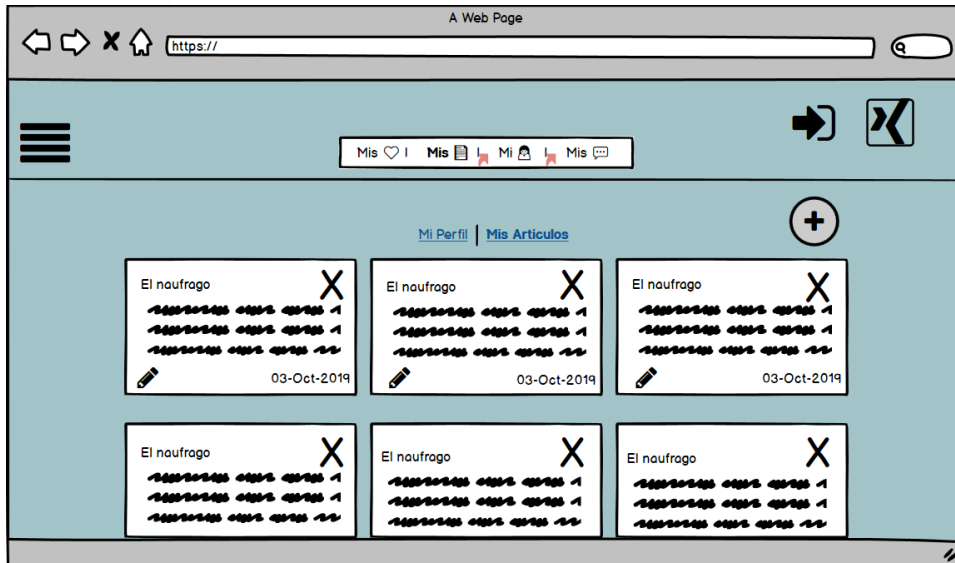 A Web Page
https://
Mis I Mis I Mi I Mis
Mi Perfil | Mis Articulos
El naufrago
03-Oct-2019
El naufrago
03-Oct-2019
El naufrago
03-Oct-2019
El naufrago
El naufrago
El naufrago